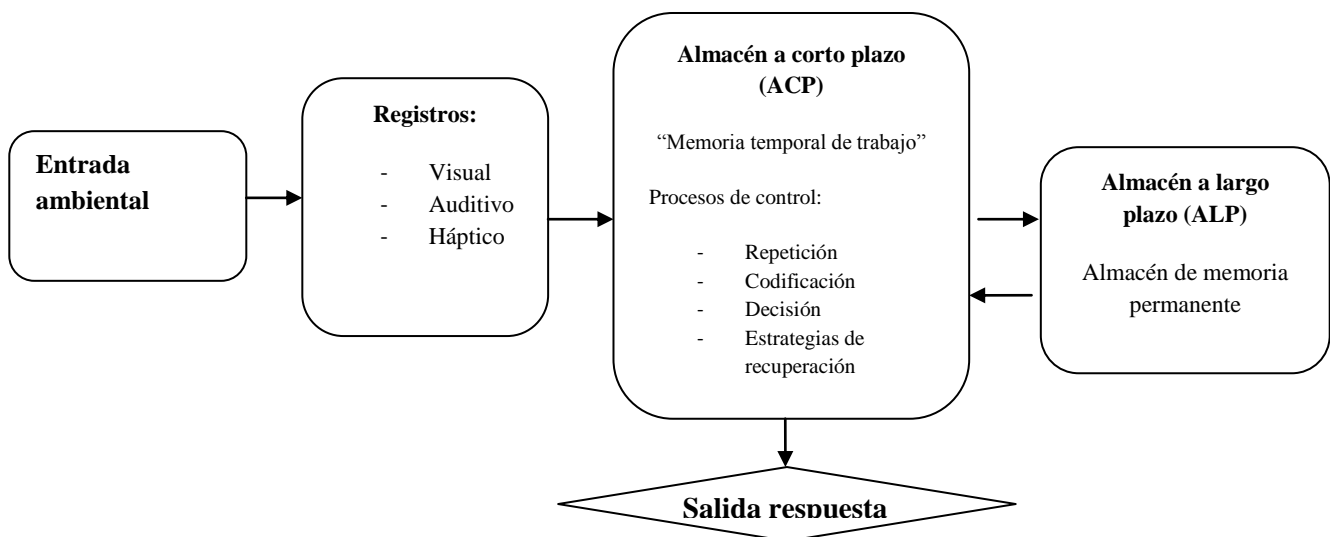 Entrada
ambiental
Registros:
- Visual
- Auditivo
- Háptico
Almacén a corto plazo
(ACP)
“Memoria temporal de trabajo”
Procesos de control:
- Repetición
- Codificación
- Decisión
- Estrategias de
recuperación
Almacén a largo
plazo (ALP)
Almacén de memoria
permanente
Salida respuesta